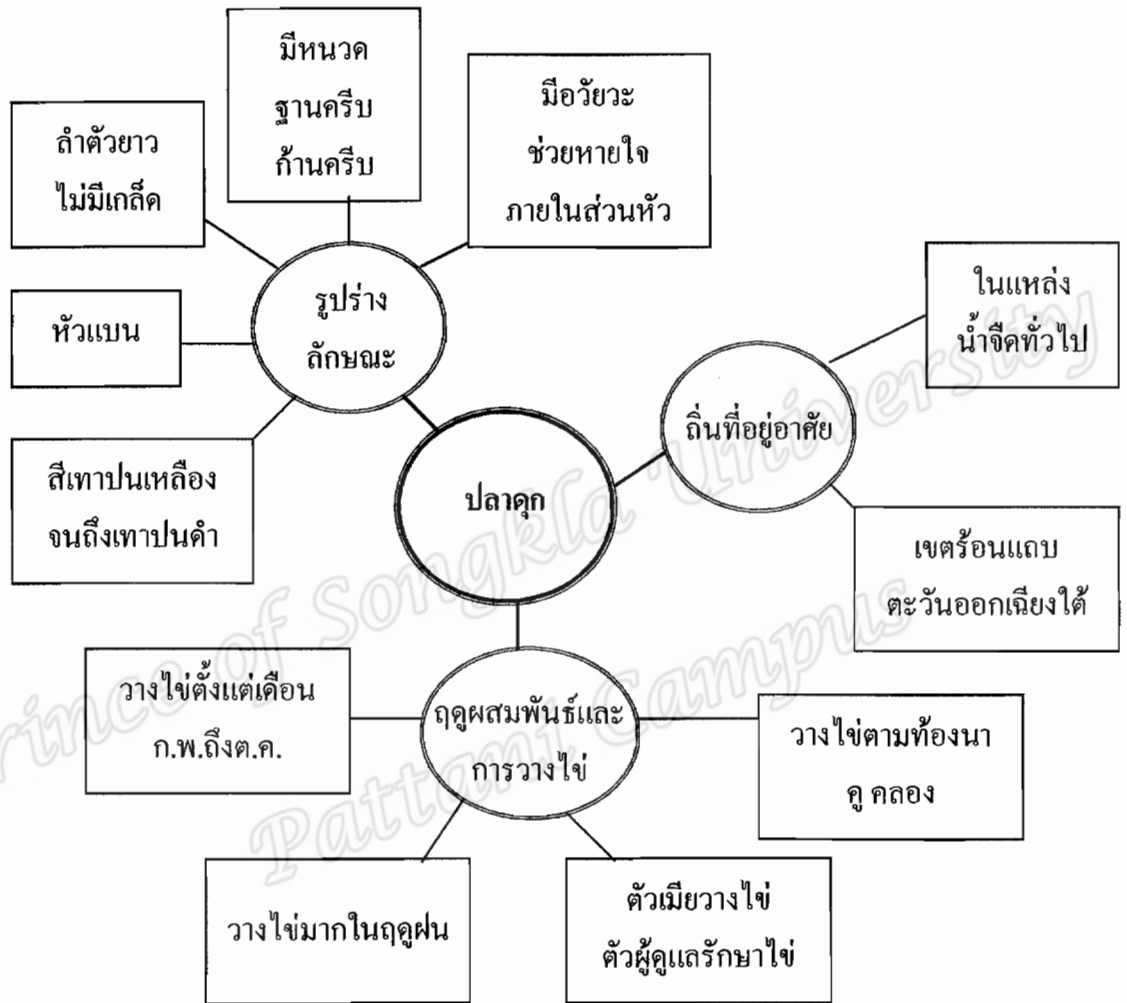 มีหนวด
ฐานครีบ
ก้านครีบ
มีอวัยวะ
ช่วยหายใจ
ภายในส่วนหัว
ลำตัวยาว
ไม่มีเกล็ด
รูปร่าง
ลักษณะ
ในแหล่ง
น้ำจืดทั่วไป
หัวแบน
ถิ่นที่อยู่อาศัย
สีเทาปนเหลือง
จนถึงเทาปนดำ
ปลาดุก
เขตร้อนแถบ
ตะวันออกเฉียงใต้
วางไข่ตั้งแต่เดือน
ก.พ.ถึงต.ค.
ฤดูผสมพันธ์และ
การวางไข่
วางไข่ตามท้องนา
คู คลอง
วางไข่มากในฤดูฝน
ตัวเมียวางไข่
ตัวผู้ดูแลรักษาไข่
Prince of Songkla University
Pattani Campus